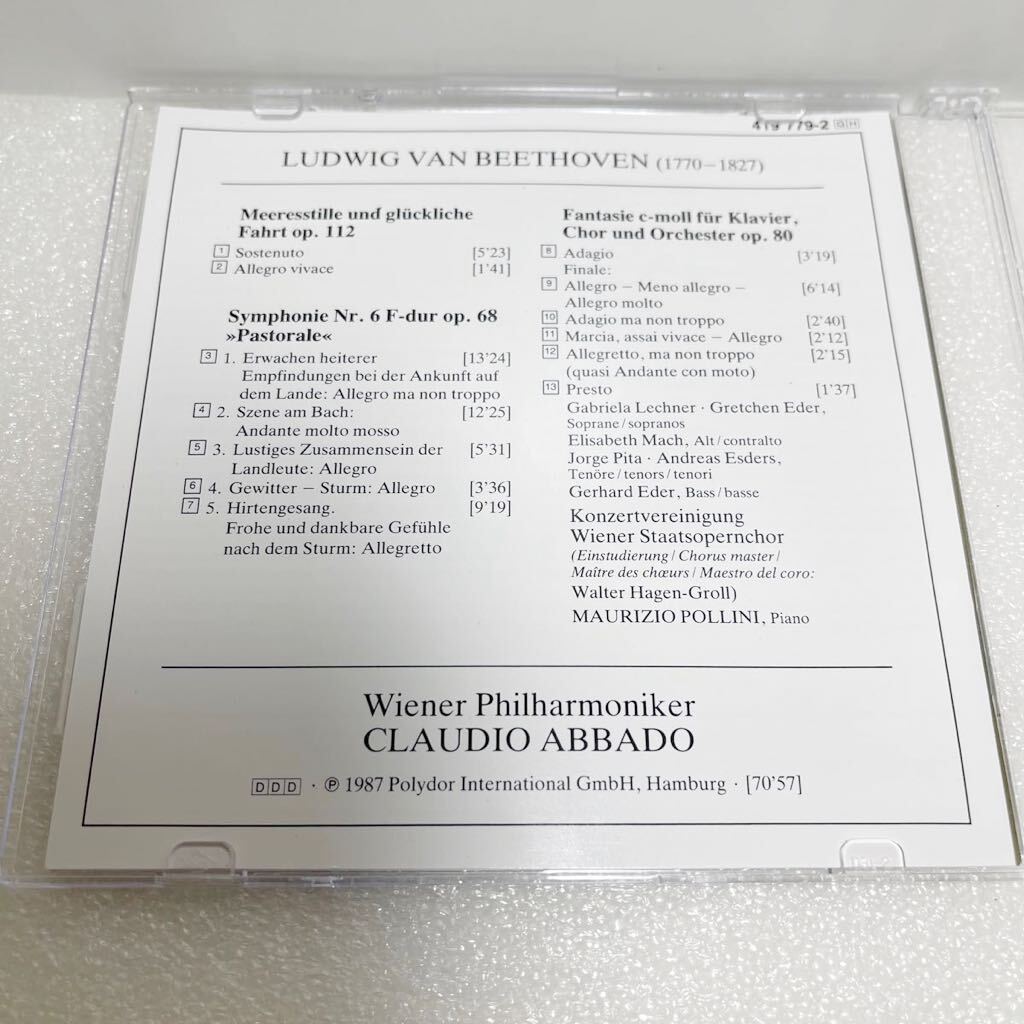 419 779-2 GH
LUDWIG VAN BEETHOVEN (1770–1827)
Meeresstille und glückliche
Fahrt op. 112
1 Sostenuto [5'23]
2 Allegro vivace [1'41]
Symphonie Nr. 6 F-dur op. 68
»Pastorale«
3 1. Erwachen heiterer [13'24]
Empfindungen bei der Ankunft auf
dem Lande: Allegro ma non troppo
4 2. Szene am Bach: [12'25]
Andante molto mosso
5 3. Lustiges Zusammensein der [5'31]
Landleute: Allegro
6 4. Gewitter – Sturm: Allegro [3'36]
7 5. Hirtengesang. [9'19]
Frohe und dankbare Gefühle
nach dem Sturm: Allegretto
Fantasie c-moll für Klavier,
Chor und Orchester op. 80
8 Adagio [3'19]
Finale:
9 Allegro – Meno allegro – [6'14]
Allegro molto
10 Adagio ma non troppo [2'40]
11 Marcia, assai vivace – Allegro [2'12]
12 Allegretto, ma non troppo [2'15]
(quasi Andante con moto)
13 Presto [1'37]
Gabriela Lechner · Gretchen Eder,
Soprane / sopranos
Elisabeth Mach, Alt / contralto
Jorge Pita · Andreas Esders,
Tenöre / tenors / tenori
Gerhard Eder, Bass / basse
Konzertvereinigung
Wiener Staatsopernchor
(Einstudierung / Chorus master /
Maître des chœurs / Maestro del coro:
Walter Hagen-Groll)
MAURIZIO POLLINI, Piano
Wiener Philharmoniker
CLAUDIO ABBADO
DDD · ℗ 1987 Polydor International GmbH, Hamburg · [70'57]